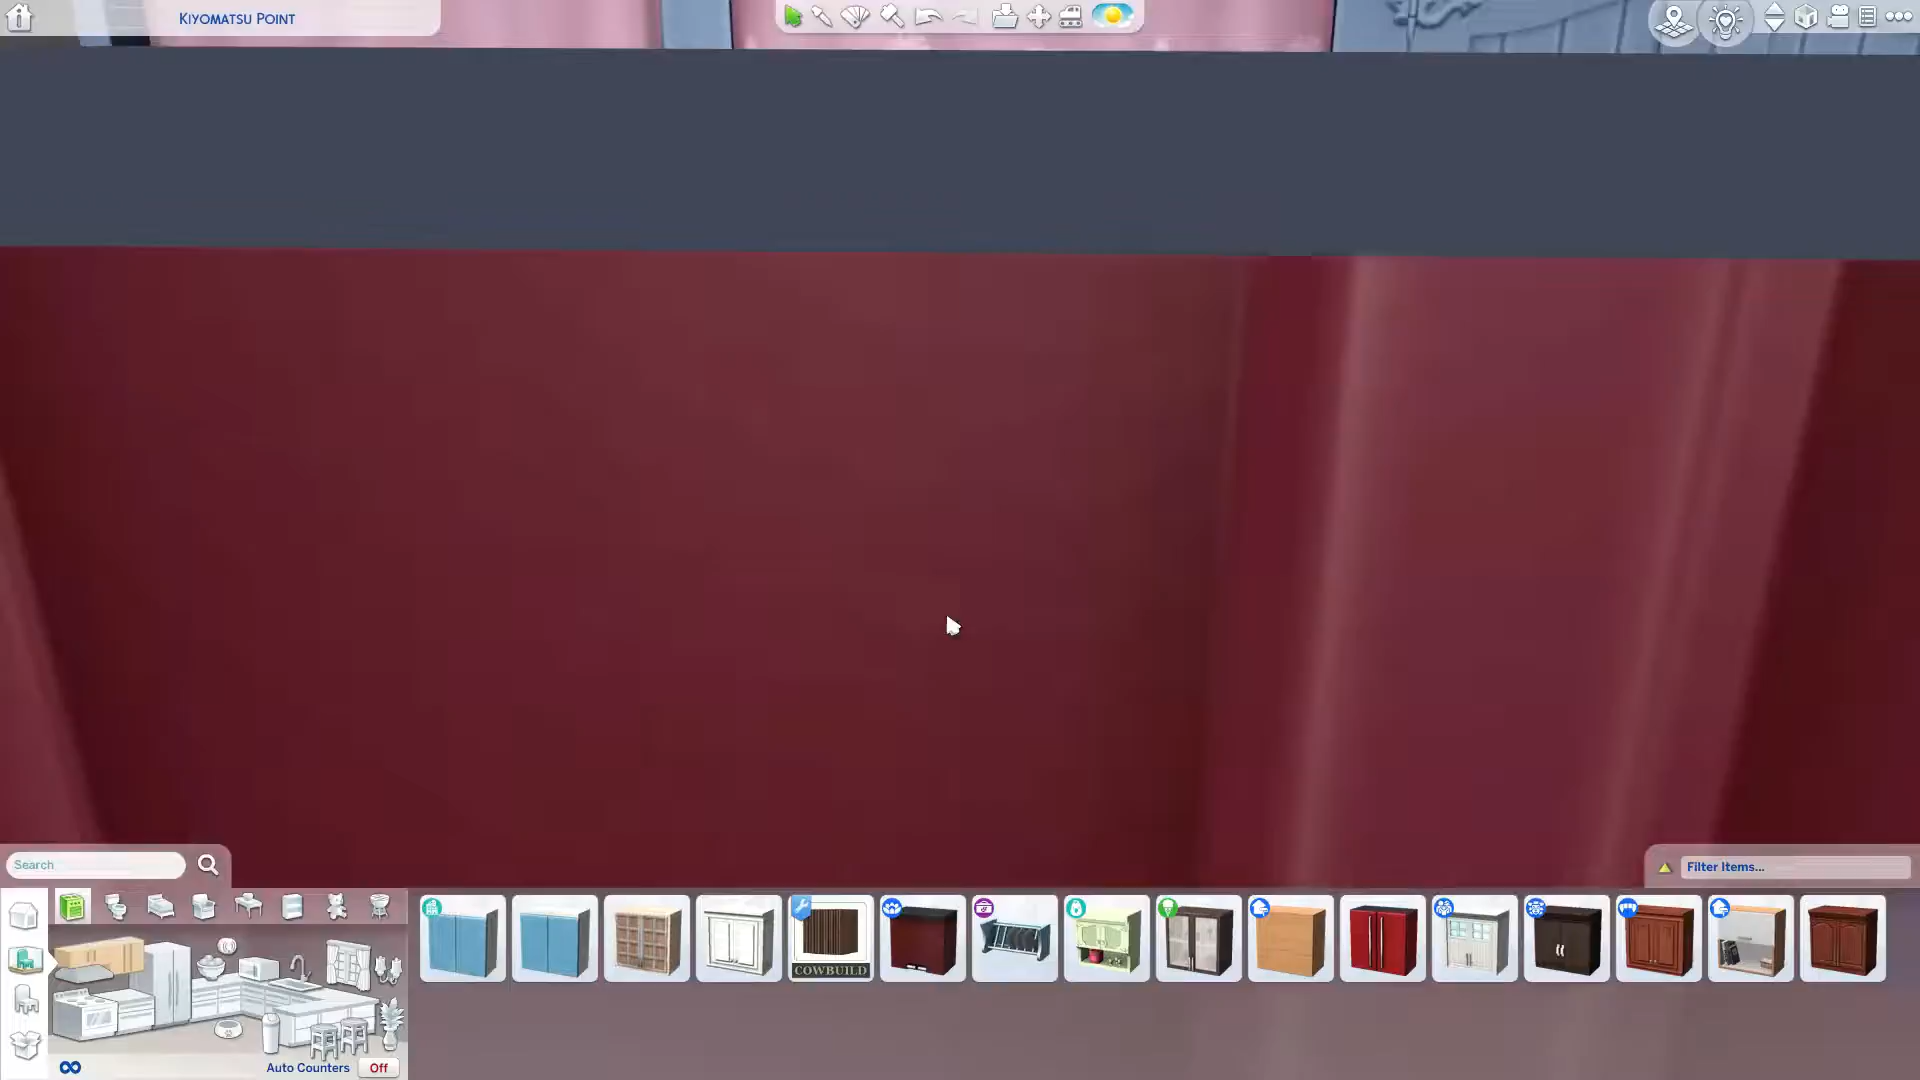 Kiyomatsu Point
Search
Filter Items...
COWBUILD
Auto Counters Off